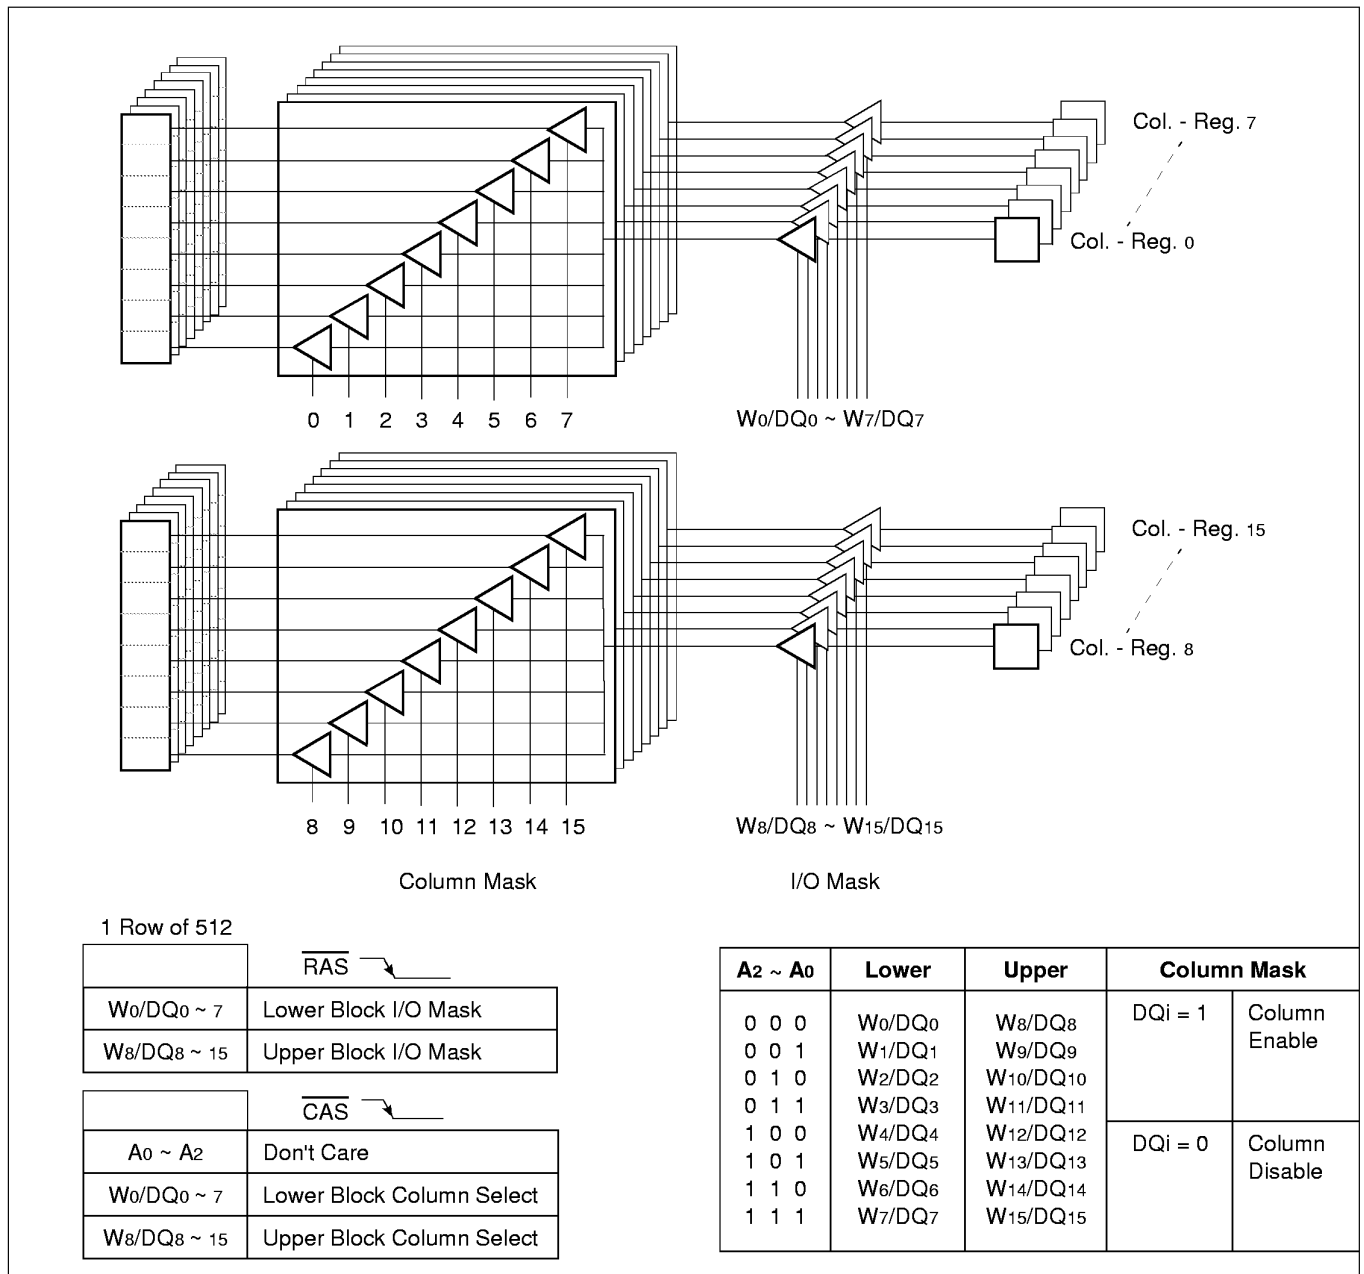 Col. - Reg. 7
Col. - Reg. 0
0 1 2 3 4 5 6 7
W0/DQ0 ~ W7/DQ7
Col. - Reg. 15
Col. - Reg. 8
8 9 10 11 12 13 14 15
W8/DQ8 ~ W15/DQ15
Column Mask I/O Mask
1 Row of 512
RAS
W0/DQ0 ~ 7 Lower Block I/O Mask
W8/DQ8 ~ 15 Upper Block I/O Mask
CAS
A0 ~ A2 Don't Care
W0/DQ0 ~ 7 Lower Block Column Select
W8/DQ8 ~ 15 Upper Block Column Select
A2 ~ A0 Lower Upper Column Mask
0 0 0 W0/DQ0 W8/DQ8 DQi = 1 Column
0 0 1 W1/DQ1 W9/DQ9 Enable
0 1 0 W2/DQ2 W10/DQ10
0 1 1 W3/DQ3 W11/DQ11
1 0 0 W4/DQ4 W12/DQ12 DQi = 0 Column
1 0 1 W5/DQ5 W13/DQ13 Disable
1 1 0 W6/DQ6 W14/DQ14
1 1 1 W7/DQ7 W15/DQ15